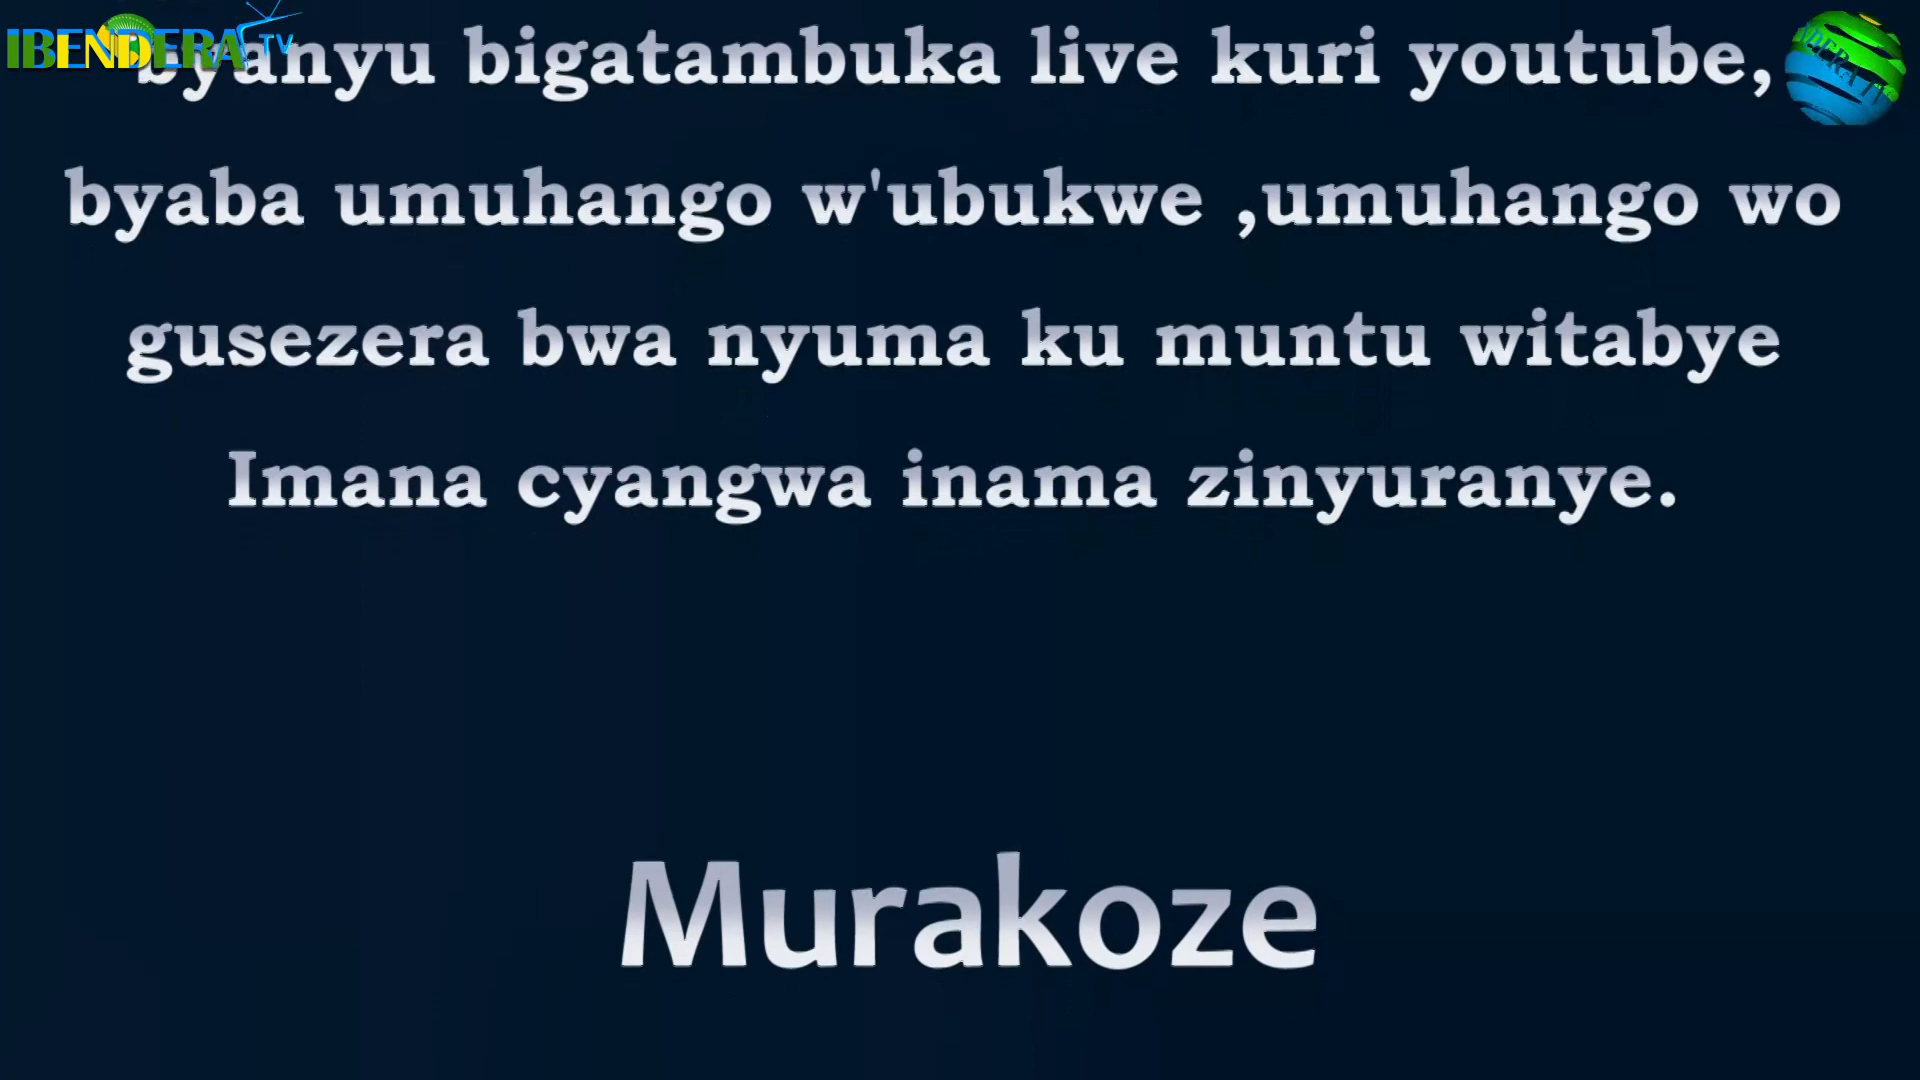 IBENDERA TV
byanyu bigatambuka live kuri youtube,
byaba umuhango w'ubukwe ,umuhango wo
gusezera bwa nyuma ku muntu witabye
Imana cyangwa inama zinyuranye.
Murakoze